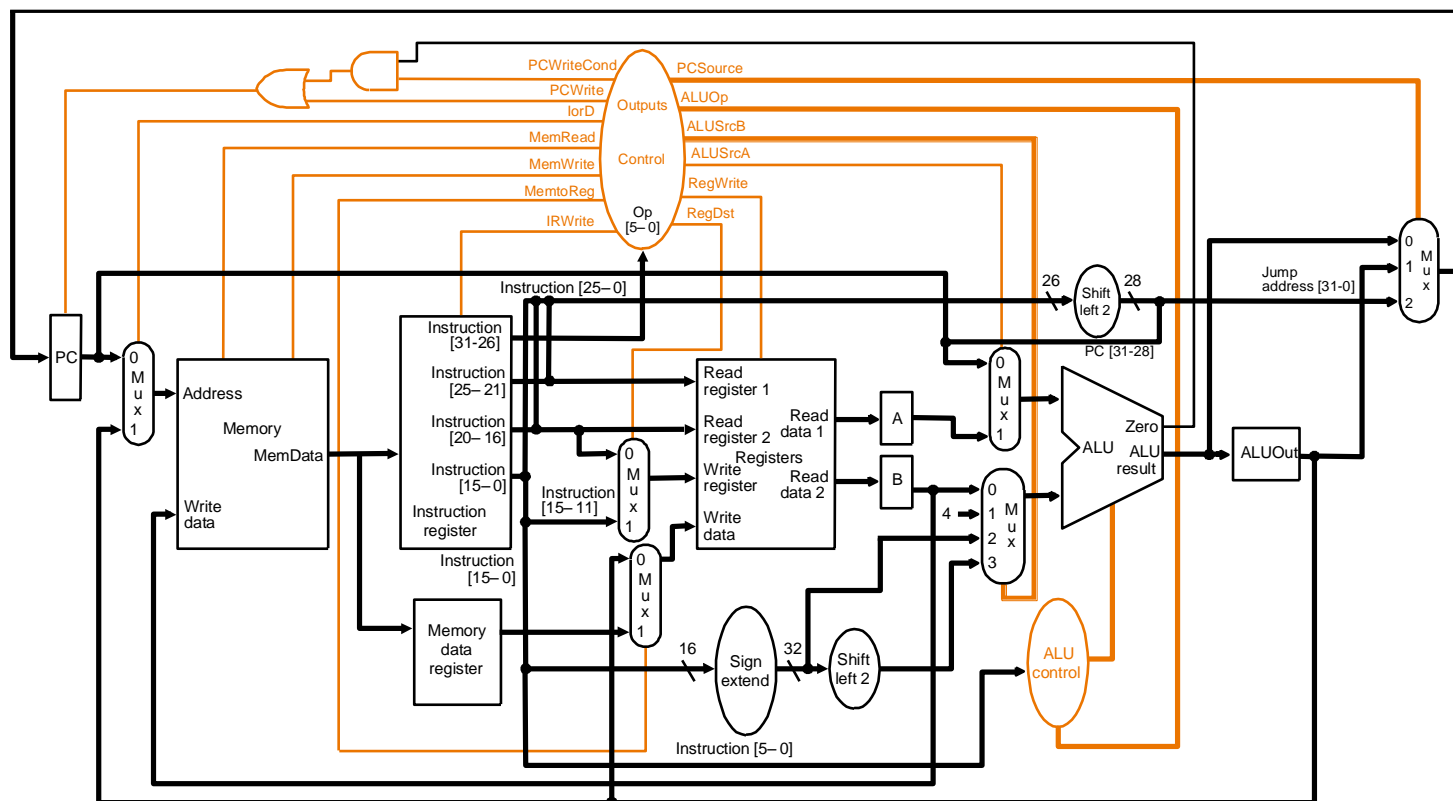 PCWriteCond
PCWrite
IorD
MemRead
MemWrite
MemtoReg
IRWrite
Outputs
Control
Op
[5–0]
PCSource
ALUOp
ALUSrcB
ALUSrcA
RegWrite
RegDst
Instruction [25–0]
26
Shift
left 2
28
Jump
address [31-0]
PC [31-28]
0
1
2
M
u
x
PC
0
M
u
x
1
Address
Memory
MemData
Write
data
Instruction
[31-26]
Instruction
[25–21]
Instruction
[20–16]
Instruction
[15–0]
Instruction
register
Instruction
[15–0]
Instruction
[15–11]
0
M
u
x
1
0
M
u
x
1
Memory
data
register
Read
register 1
Read
register 2
Write
register
Write
data
Registers
Read
data 1
Read
data 2
A
B
0
M
u
x
1
4
0
1
2
3
M
u
x
Zero
ALU
ALU
result
ALUOut
16
Sign
extend
32
Shift
left 2
ALU
control
Instruction [5–0]